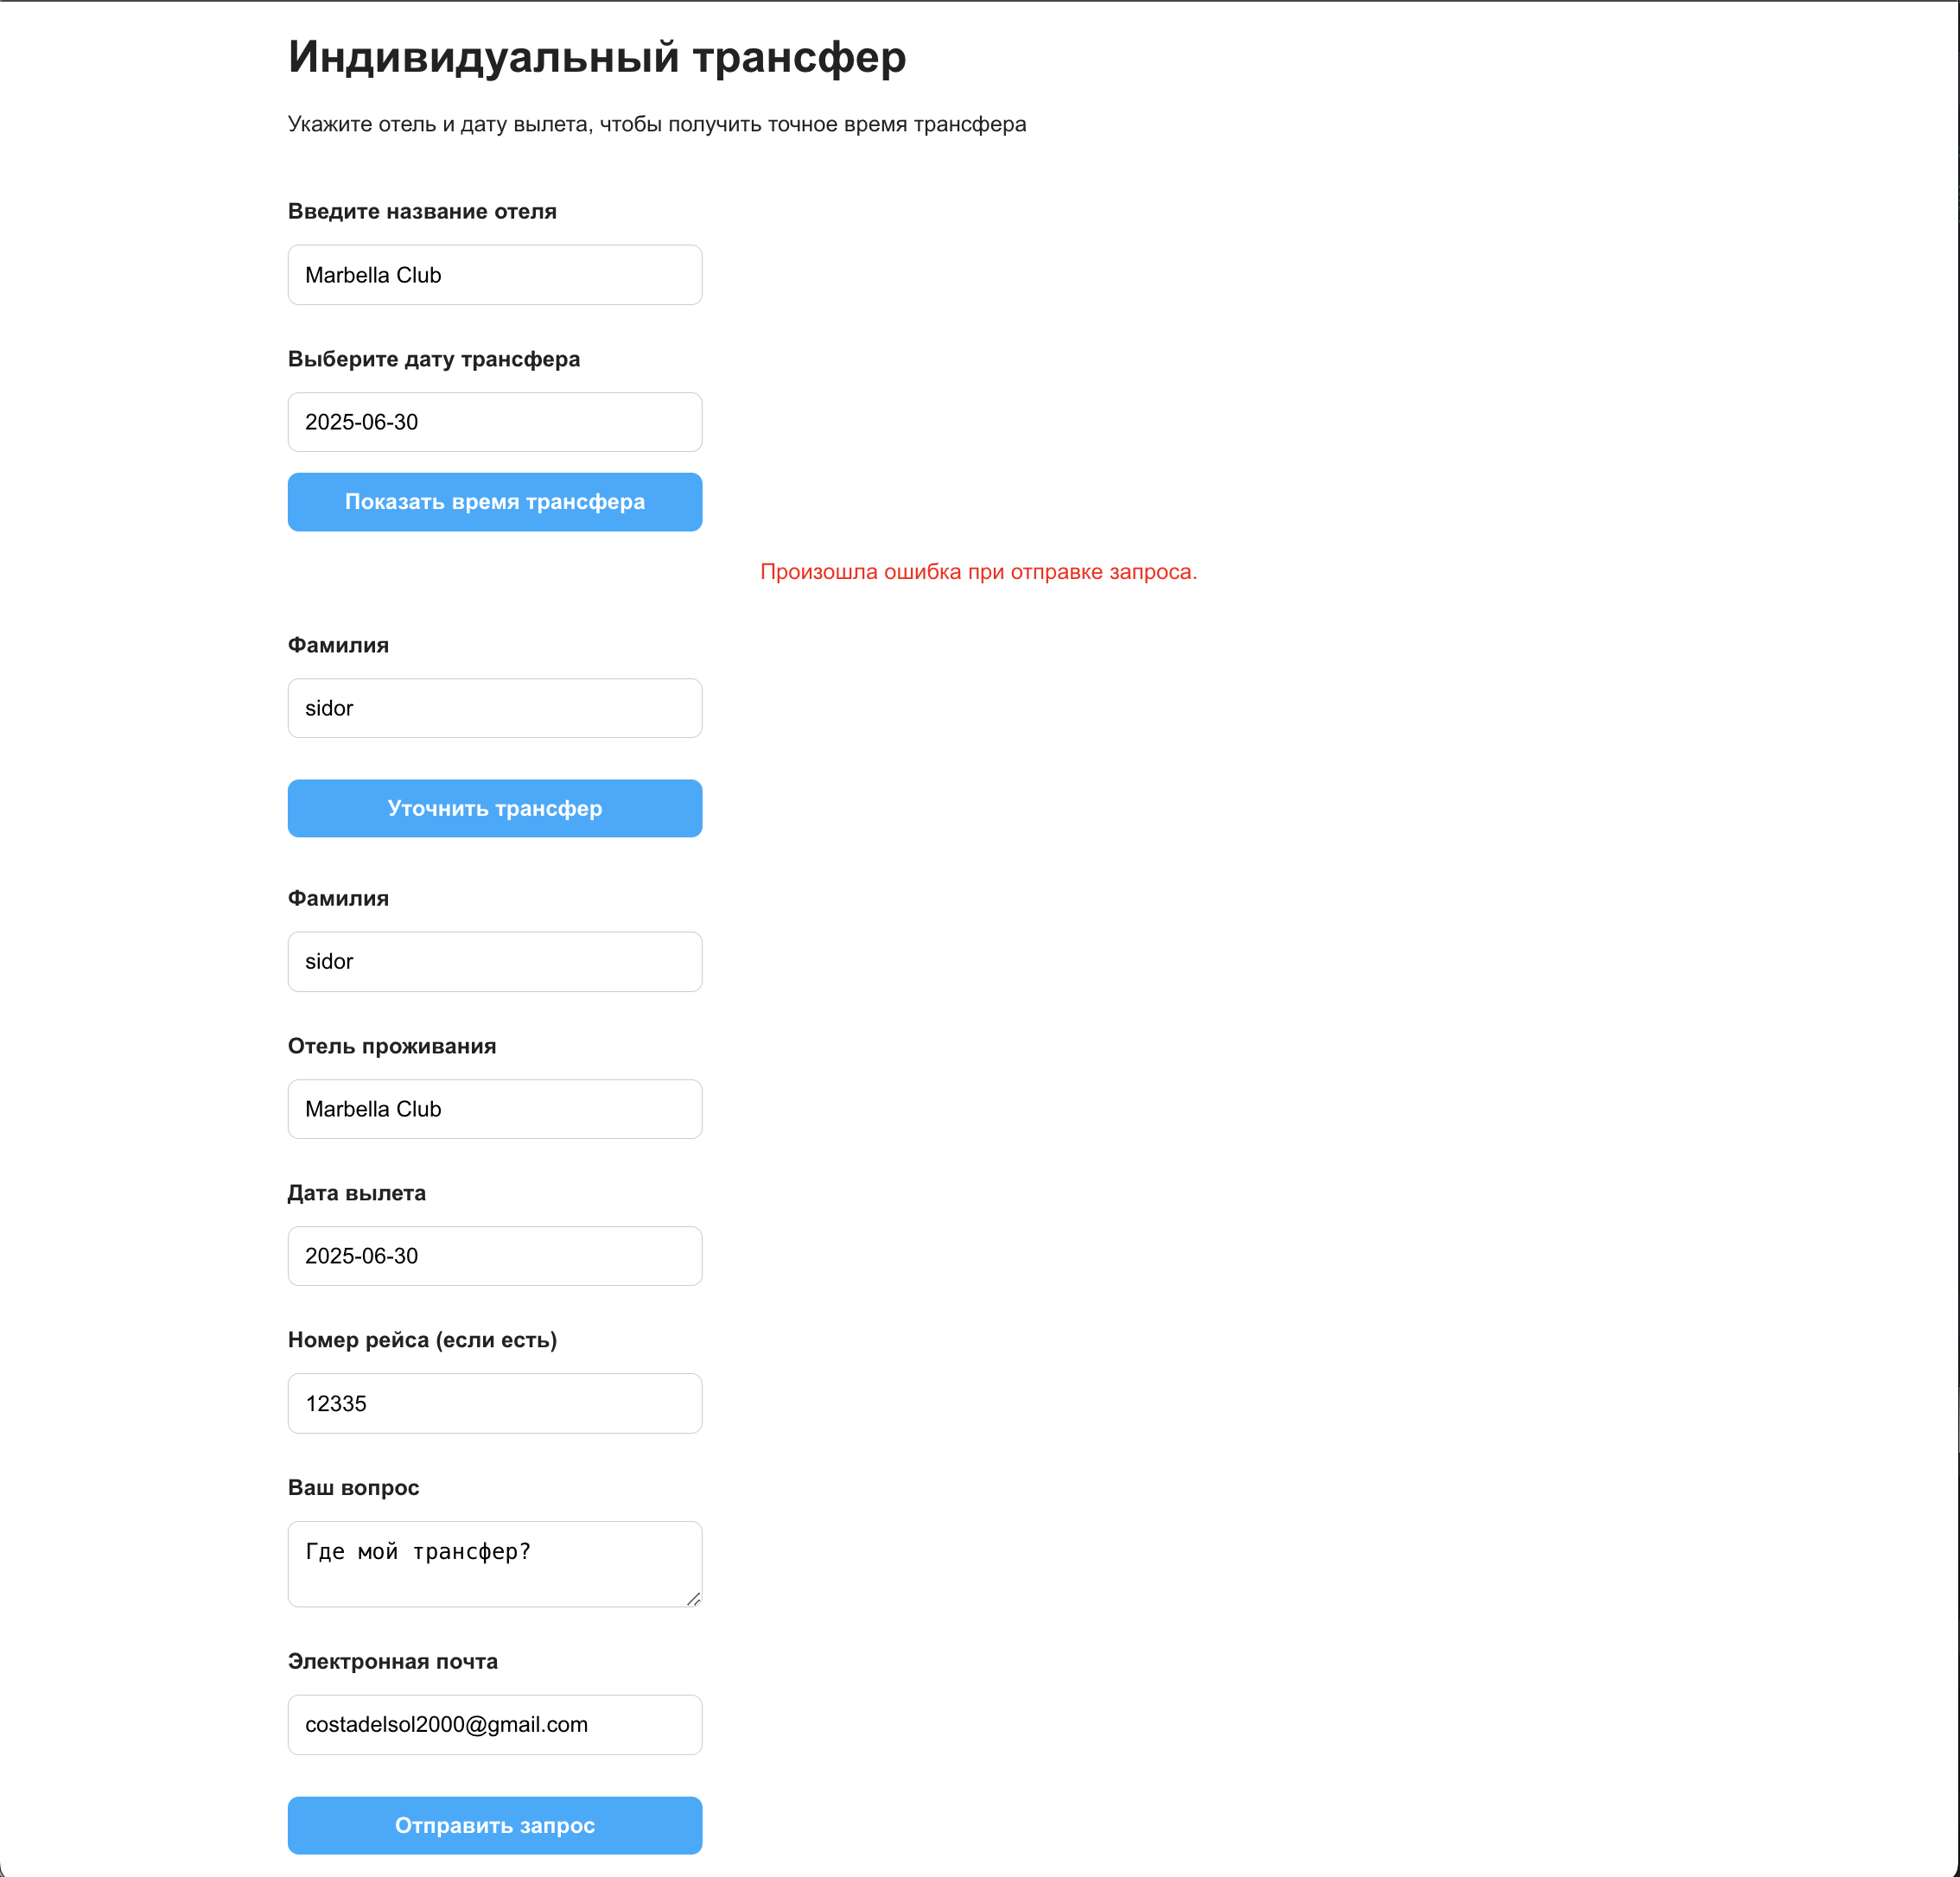 Индивидуальный трансфер
Укажите отель и дату вылета, чтобы получить точное время трансфера
Введите название отеля
Marbella Club
Выберите дату трансфера
2025-06-30
Показать время трансфера
Произошла ошибка при отправке запроса.
Фамилия
sidor
Уточнить трансфер
Фамилия
sidor
Отель проживания
Marbella Club
Дата вылета
2025-06-30
Номер рейса (если есть)
12335
Ваш вопрос
Где мой трансфер?
Электронная почта
costadelsol2000@gmail.com
Отправить запрос